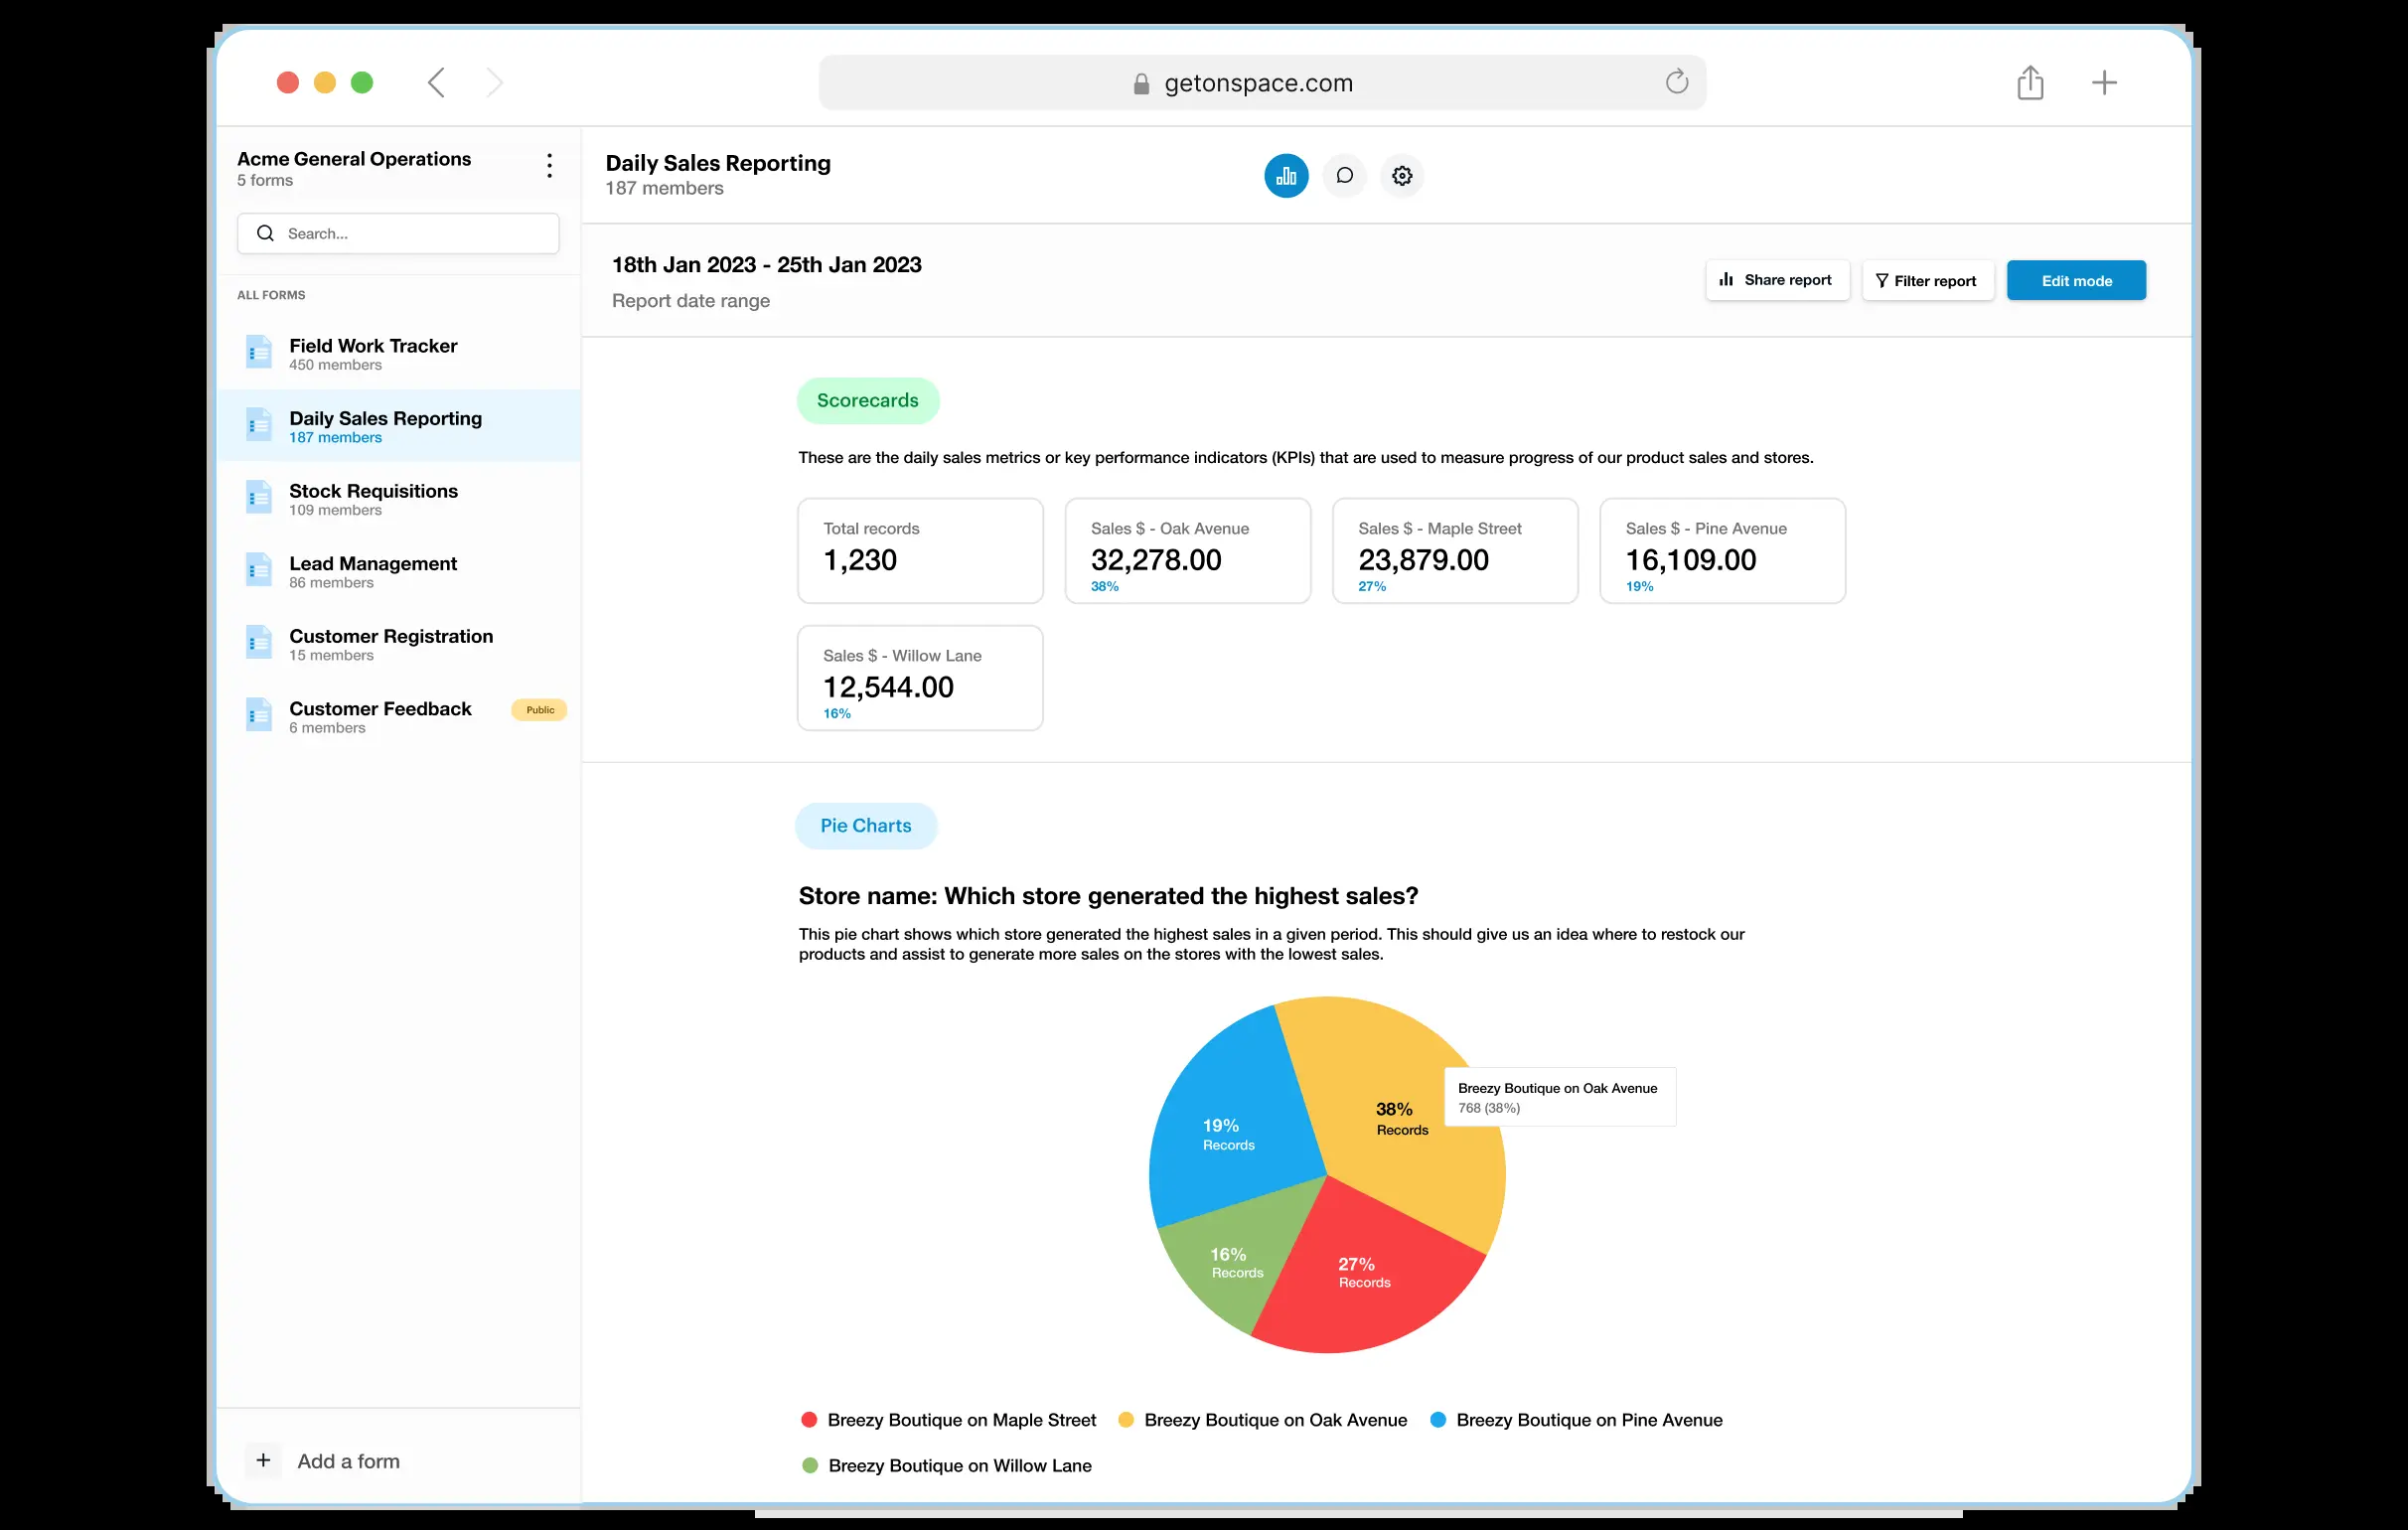 getonspace.com
Acme General Operations
5 forms
Search...
ALL FORMS
Field Work Tracker
450 members
Daily Sales Reporting
187 members
Stock Requisitions
109 members
Lead Management
86 members
Customer Registration
15 members
Customer Feedback
Public
6 members
Add a form
Daily Sales Reporting
187 members
18th Jan 2023 - 25th Jan 2023
Report date range
Share report
Filter report
Edit mode
Scorecards
These are the daily sales metrics or key performance indicators (KPIs) that are used to measure progress of our product sales and stores.
Total records
1,230
Sales $ - Oak Avenue
32,278.00
38%
Sales $ - Maple Street
23,879.00
27%
Sales $ - Pine Avenue
16,109.00
19%
Sales $ - Willow Lane
12,544.00
16%
Pie Charts
Store name: Which store generated the highest sales?
This pie chart shows which store generated the highest sales in a given period. This should give us an idea where to restock our
products and assist to generate more sales on the stores with the lowest sales.
Breezy Boutique on Oak Avenue
768 (38%)
38%
Records
19%
Records
16%
Records
27%
Records
Breezy Boutique on Maple Street
Breezy Boutique on Oak Avenue
Breezy Boutique on Pine Avenue
Breezy Boutique on Willow Lane